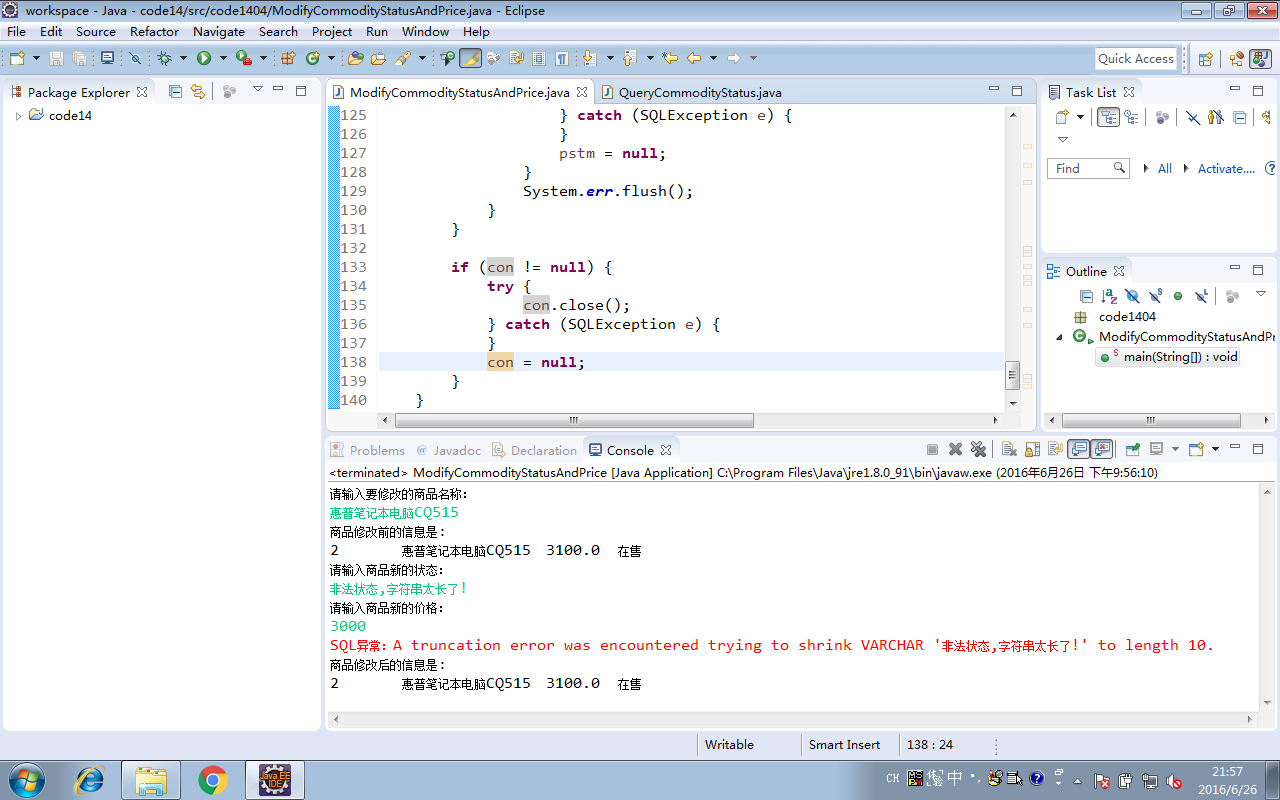 workspace - Java - code14/src/code1404/ModifyCommodityStatusAndPrice.java - Eclipse
File Edit Source Refactor Navigate Search Project Run Window Help
Quick Access
Package Explorer
code14
ModifyCommodityStatusAndPrice.java QueryCommodityStatus.java
125 } catch (SQLException e) {
126 }
127 pstm = null;
128 }
129 System.err.flush();
130 }
131 }
132
133 if (con != null) {
134 try {
135 con.close();
136 } catch (SQLException e) {
137 }
138 con = null;
139 }
140 }
Task List
Find All Activate....
Outline
code1404
ModifyCommodityStatusAndPr
main(String[]) : void
Problems @ Javadoc Declaration Console
<terminated> ModifyCommodityStatusAndPrice [Java Application] C:\Program Files\Java\jre1.8.0_91\bin\javaw.exe (2016年6月26日 下午9:56:10)
请输入要修改的商品名称:
惠普笔记本电脑CQ515
商品修改前的信息是:
2 惠普笔记本电脑CQ515 3100.0 在售
请输入商品新的状态:
非法状态,字符串太长了!
请输入商品新的价格:
3000
SQL异常: A truncation error was encountered trying to shrink VARCHAR '非法状态,字符串太长了!' to length 10.
商品修改后的信息是:
2 惠普笔记本电脑CQ515 3100.0 在售
Writable Smart Insert 138 : 24
Java EE
IDE
CH 中
21:57
2016/6/26